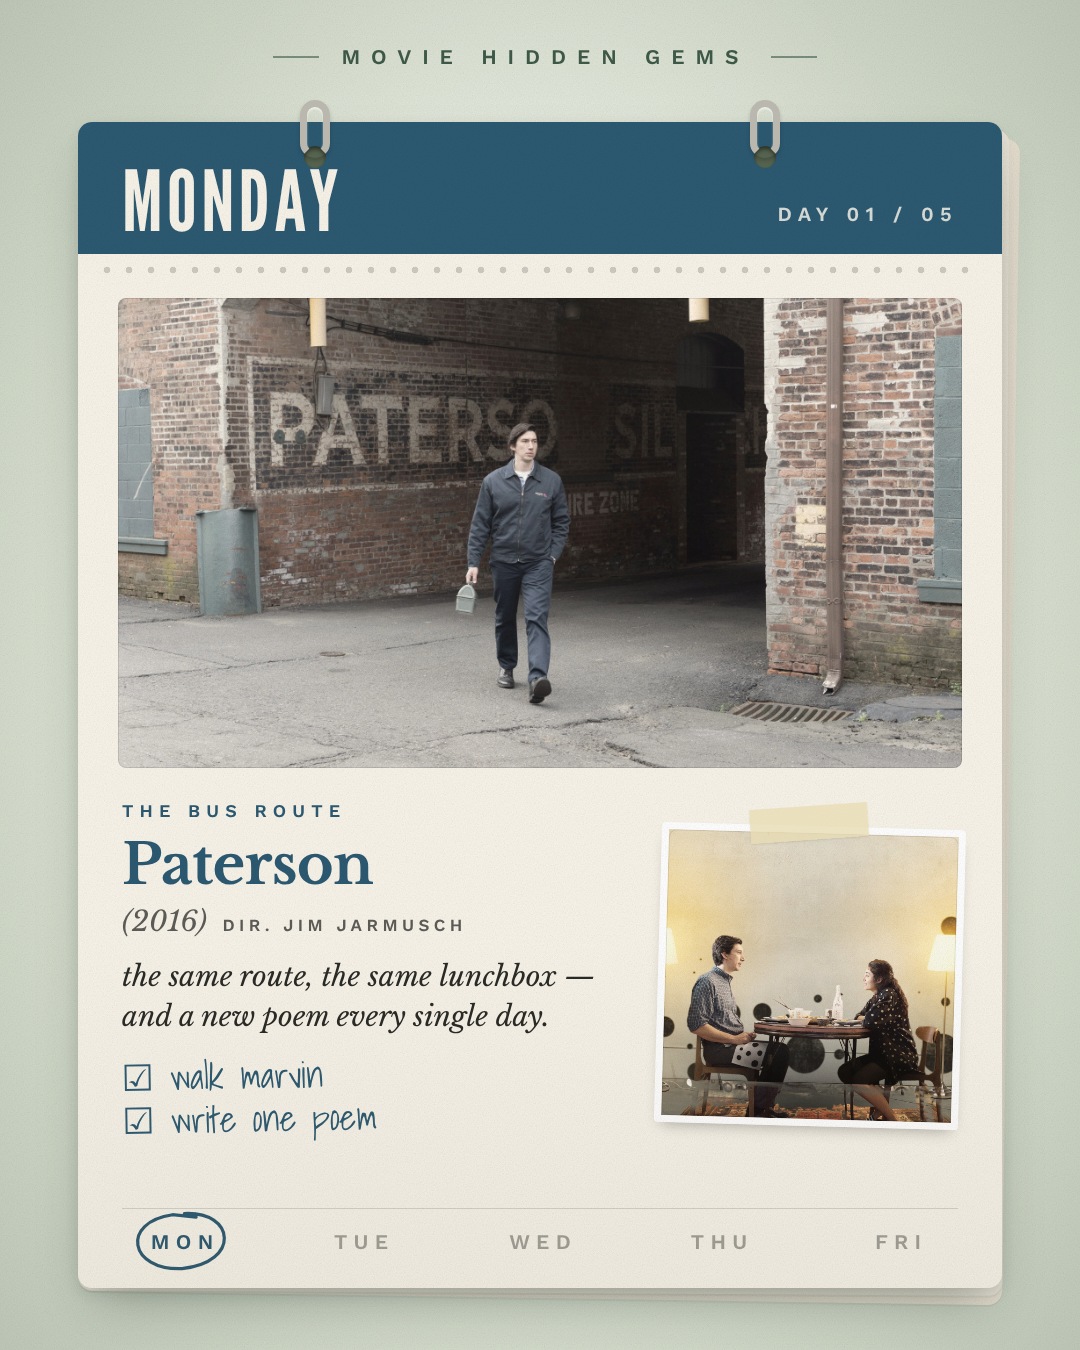 MOVIE HIDDEN GEMS
MONDAY
DAY 01 / 05
PATERSO SIL
IRE ZONE
THE BUS ROUTE
Paterson
(2016) DIR. JIM JARMUSCH
the same route, the same lunchbox —
and a new poem every single day.
☑ walk marvin
☑ write one poem
MON TUE WED THU FRI